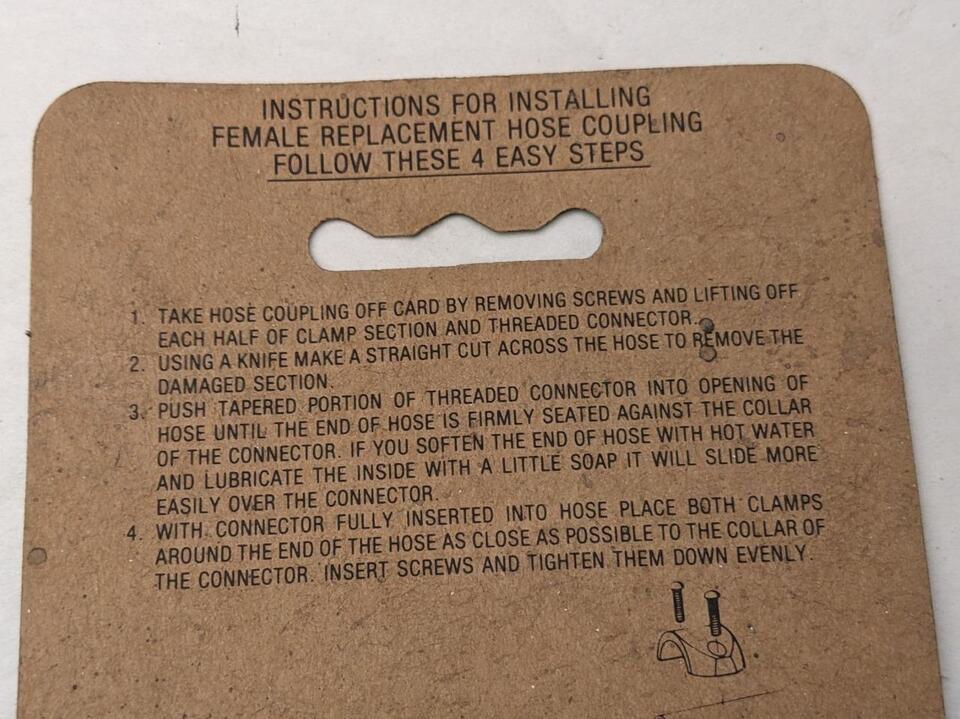 INSTRUCTIONS FOR INSTALLING
FEMALE REPLACEMENT HOSE COUPLING
FOLLOW THESE 4 EASY STEPS
1. TAKE HOSE COUPLING OFF CARD BY REMOVING SCREWS AND LIFTING OFF
EACH HALF OF CLAMP SECTION AND THREADED CONNECTOR.
2. USING A KNIFE MAKE A STRAIGHT CUT ACROSS THE HOSE TO REMOVE THE
DAMAGED SECTION.
3. PUSH TAPERED PORTION OF THREADED CONNECTOR INTO OPENING OF
HOSE UNTIL THE END OF HOSE IS FIRMLY SEATED AGAINST THE COLLAR
OF THE CONNECTOR. IF YOU SOFTEN THE END OF HOSE WITH HOT WATER
AND LUBRICATE THE INSIDE WITH A LITTLE SOAP IT WILL SLIDE MORE
EASILY OVER THE CONNECTOR.
4. WITH CONNECTOR FULLY INSERTED INTO HOSE PLACE BOTH CLAMPS
AROUND THE END OF THE HOSE AS CLOSE AS POSSIBLE TO THE COLLAR OF
THE CONNECTOR. INSERT SCREWS AND TIGHTEN THEM DOWN EVENLY.